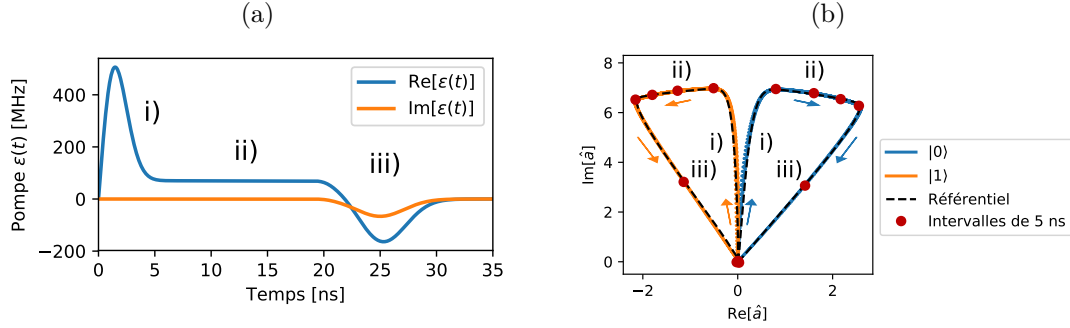 (a)
Pompe ε(t) [MHz]
400
200
0
−200
i)
ii)
iii)
Re[ε(t)]
Im[ε(t)]
0 5 10 15 20 25 30 35
Temps [ns]
(b)
Im[â]
8
6
4
2
0
ii) ii)
i) i)
iii) iii)
−2 0 2
Re[â]
|0⟩
|1⟩
Référentiel
Intervalles de 5 ns